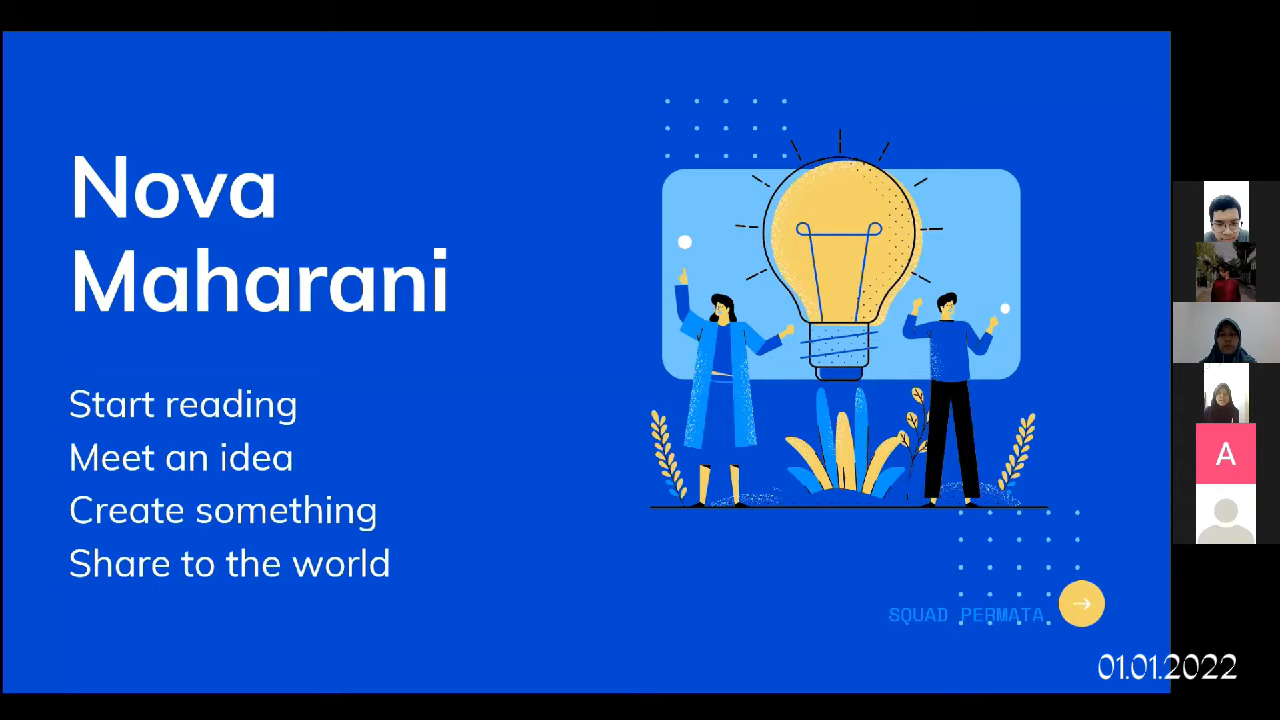 Nova
Maharani
Start reading
Meet an idea
Create something
Share to the world
SQUAD PERMATA
01.01.2022
A